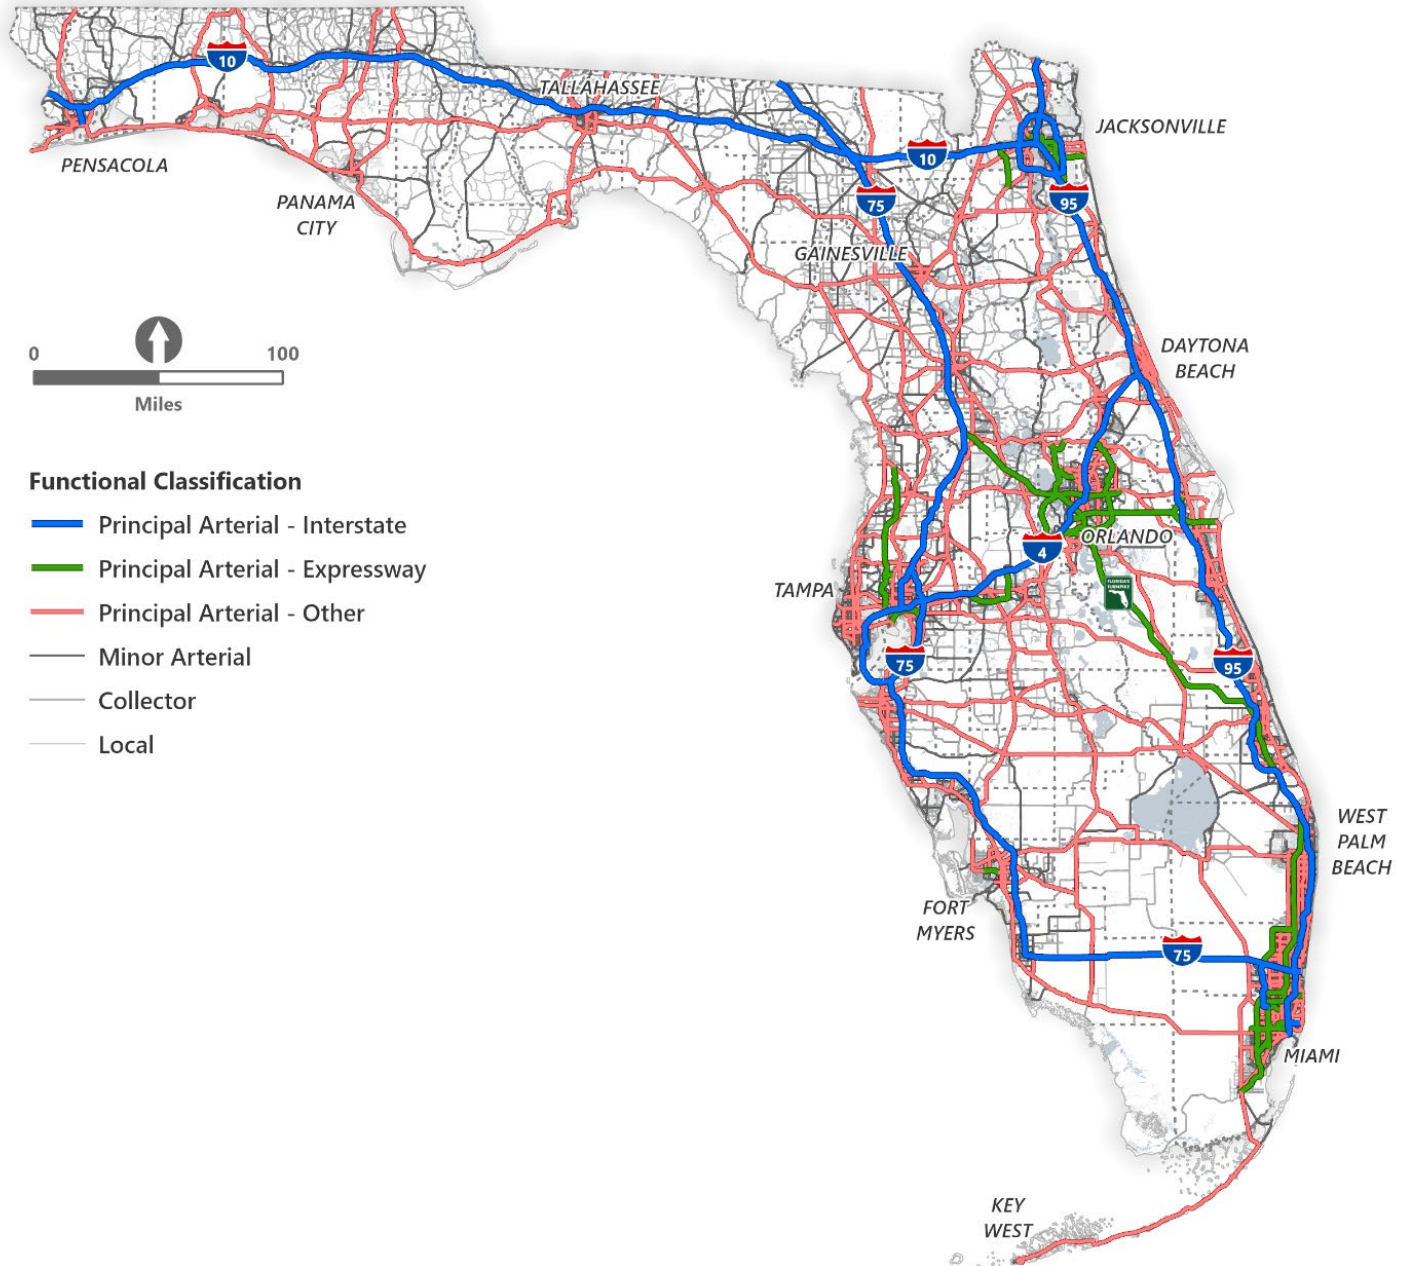 10
TALLAHASSEE
JACKSONVILLE
PENSACOLA
10
75
95
PANAMA
CITY
GAINESVILLE
0 100
Miles
DAYTONA
BEACH
Functional Classification
Principal Arterial - Interstate
Principal Arterial - Expressway
Principal Arterial - Other
Minor Arterial
Collector
Local
ORLANDO
4
TAMPA
FLORIDA'S
TURNPIKE
75
95
WEST
PALM
BEACH
FORT
MYERS
75
MIAMI
KEY
WEST